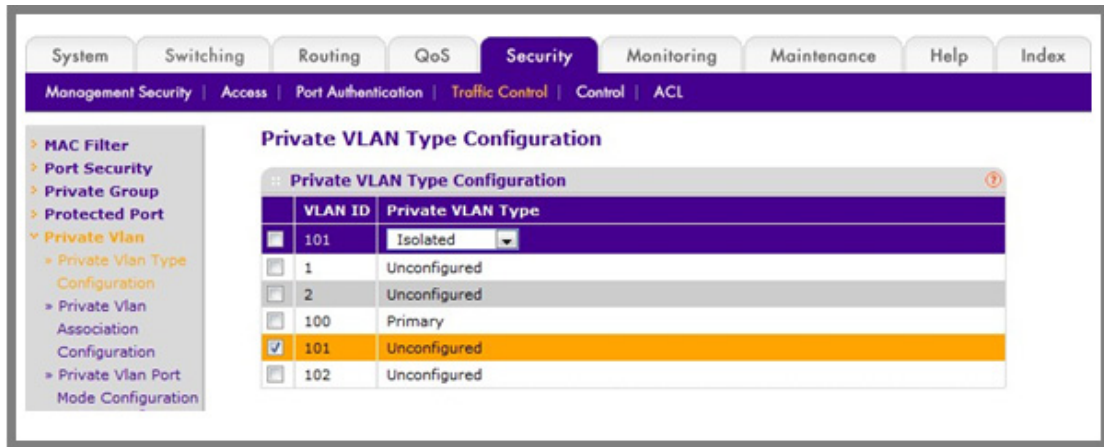 System Switching Routing QoS Security Monitoring Maintenance Help Index
Management Security | Access | Port Authentication | Traffic Control | Control | ACL
MAC Filter
Port Security
Private Group
Protected Port
Private Vlan
» Private Vlan Type
Configuration
» Private Vlan
Association
Configuration
» Private Vlan Port
Mode Configuration
Private VLAN Type Configuration
Private VLAN Type Configuration ?
VLAN ID Private VLAN Type
101 Isolated
1 Unconfigured
2 Unconfigured
100 Primary
101 Unconfigured
102 Unconfigured